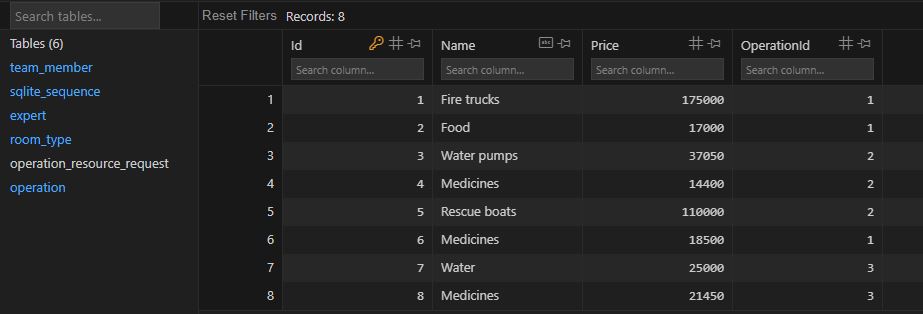 Search tables...
Reset Filters Records: 8
Tables (6)
team_member
sqlite_sequence
expert
room_type
operation_resource_request
operation
Id Name abc Price OperationId
Search column... Search column... Search column... Search column...
1 1 Fire trucks 175000 1
2 2 Food 17000 1
3 3 Water pumps 37050 2
4 4 Medicines 14400 2
5 5 Rescue boats 110000 2
6 6 Medicines 18500 1
7 7 Water 25000 3
8 8 Medicines 21450 3